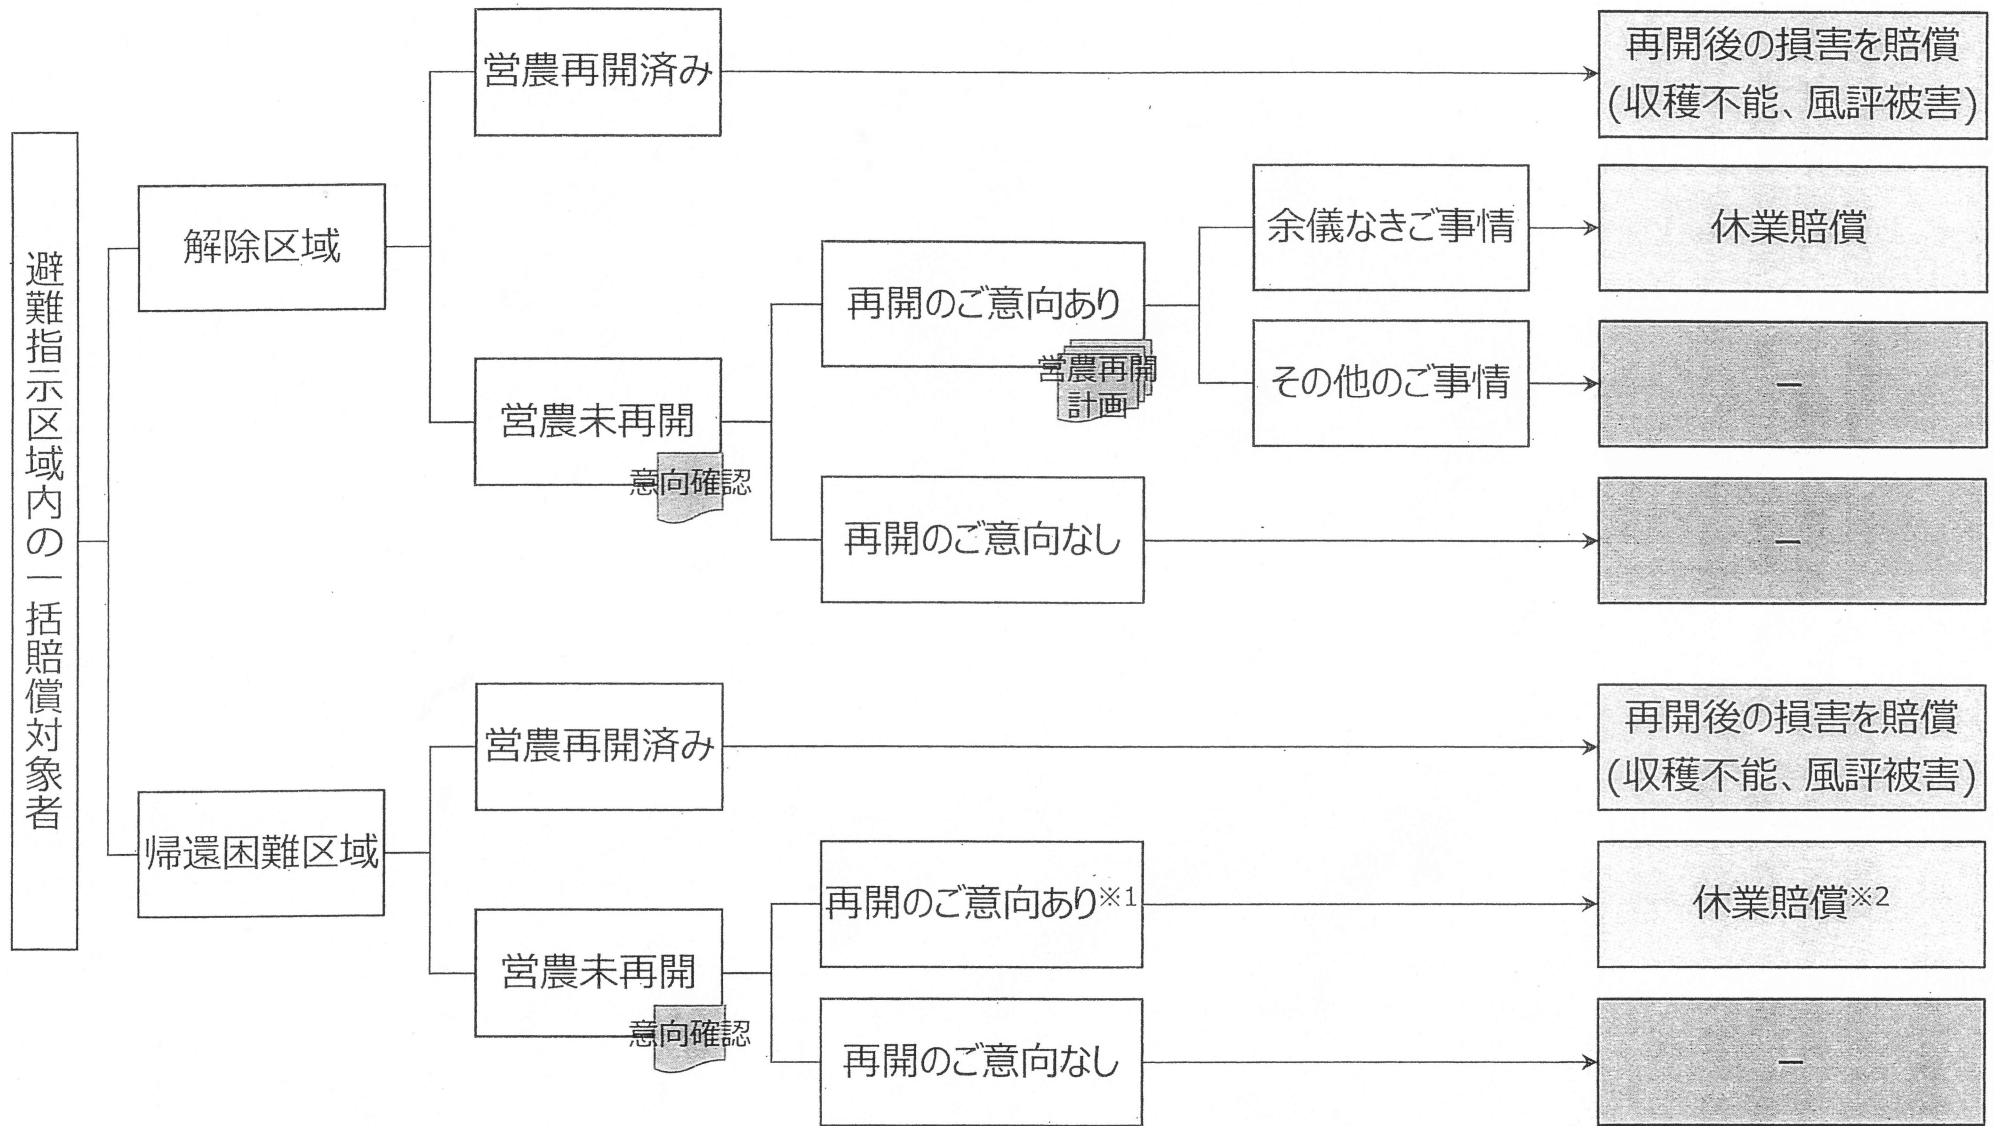 避難指示区域内の一括賠償対象者
解除区域
営農再開済み
再開後の損害を賠償
(収穫不能、風評被害)
営農未再開
意向確認
再開のご意向あり
営農再開
計画
余儀なきご事情
休業賠償
その他のご事情
－
再開のご意向なし
－
帰還困難区域
営農再開済み
再開後の損害を賠償
(収穫不能、風評被害)
営農未再開
意向確認
再開のご意向あり※1
休業賠償※2
再開のご意向なし
－